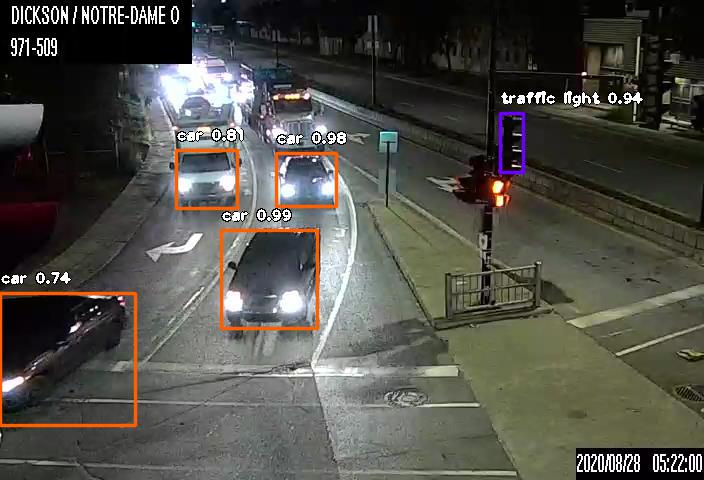 DICKSON / NOTRE-DAME O
971-509
traffic light 0.94
car 0.81
car 0.98
car 0.99
car 0.74
2020/08/28 05:22:00